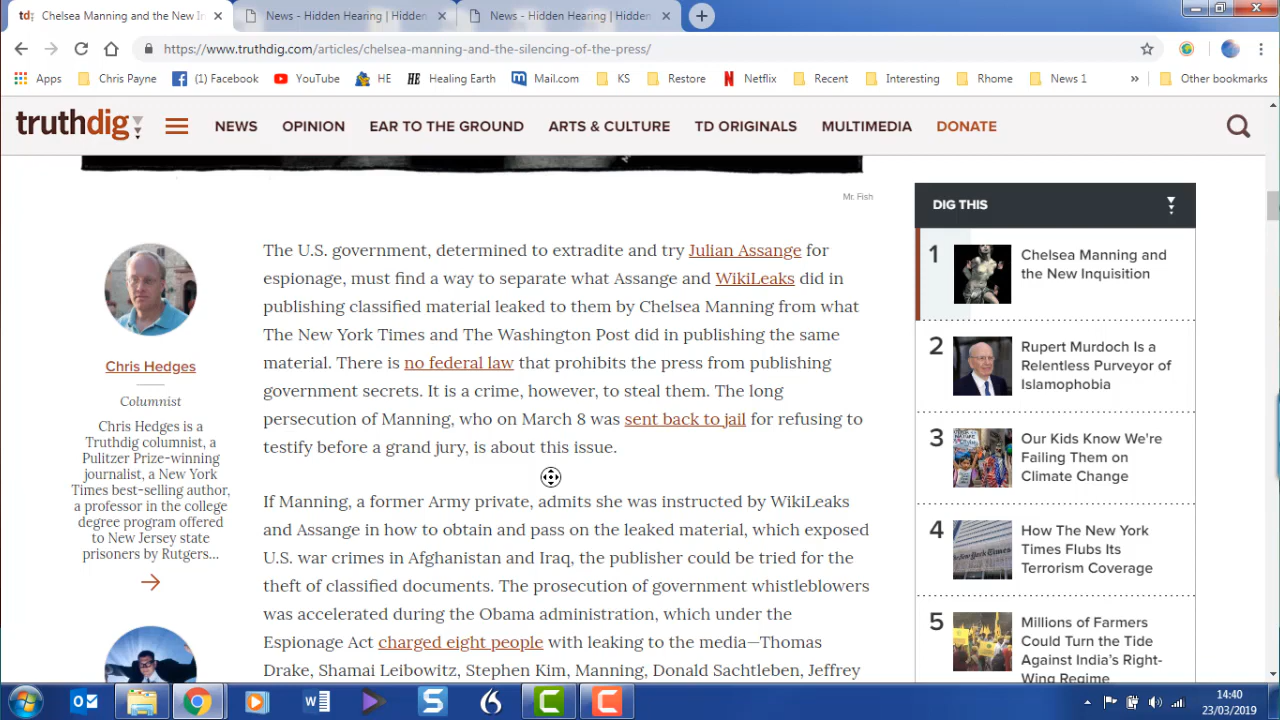 Chelsea Manning and the New In
News - Hidden Hearing | Hidden
News - Hidden Hearing | Hidden
https://www.truthdig.com/articles/chelsea-manning-and-the-silencing-of-the-press/
Apps
Chris Payne
(1) Facebook
YouTube
HE
Healing Earth
Mail.com
KS
Restore
Netflix
Recent
Interesting
Rhome
News 1
»
Other bookmarks
truthdig
NEWS
OPINION
EAR TO THE GROUND
ARTS & CULTURE
TD ORIGINALS
MULTIMEDIA
DONATE
Mr. Fish
Chris Hedges
Columnist
Chris Hedges is a
Truthdig columnist, a
Pulitzer Prize-winning
journalist, a New York
Times best-selling author,
a professor in the college
degree program offered
to New Jersey state
prisoners by Rutgers...
The U.S. government, determined to extradite and try Julian Assange for
espionage, must find a way to separate what Assange and WikiLeaks did in
publishing classified material leaked to them by Chelsea Manning from what
The New York Times and The Washington Post did in publishing the same
material. There is no federal law that prohibits the press from publishing
government secrets. It is a crime, however, to steal them. The long
persecution of Manning, who on March 8 was sent back to jail for refusing to
testify before a grand jury, is about this issue.
If Manning, a former Army private, admits she was instructed by WikiLeaks
and Assange in how to obtain and pass on the leaked material, which exposed
U.S. war crimes in Afghanistan and Iraq, the publisher could be tried for the
theft of classified documents. The prosecution of government whistleblowers
was accelerated during the Obama administration, which under the
Espionage Act charged eight people with leaking to the media—Thomas
Drake, Shamai Leibowitz, Stephen Kim, Manning, Donald Sachtleben, Jeffrey
DIG THIS
1
Chelsea Manning and
the New Inquisition
2
Rupert Murdoch Is a
Relentless Purveyor of
Islamophobia
3
Our Kids Know We're
Failing Them on
Climate Change
4
How The New York
Times Flubs Its
Terrorism Coverage
5
Millions of Farmers
Could Turn the Tide
Against India's Right-
Wing Regime
14:40
23/03/2019